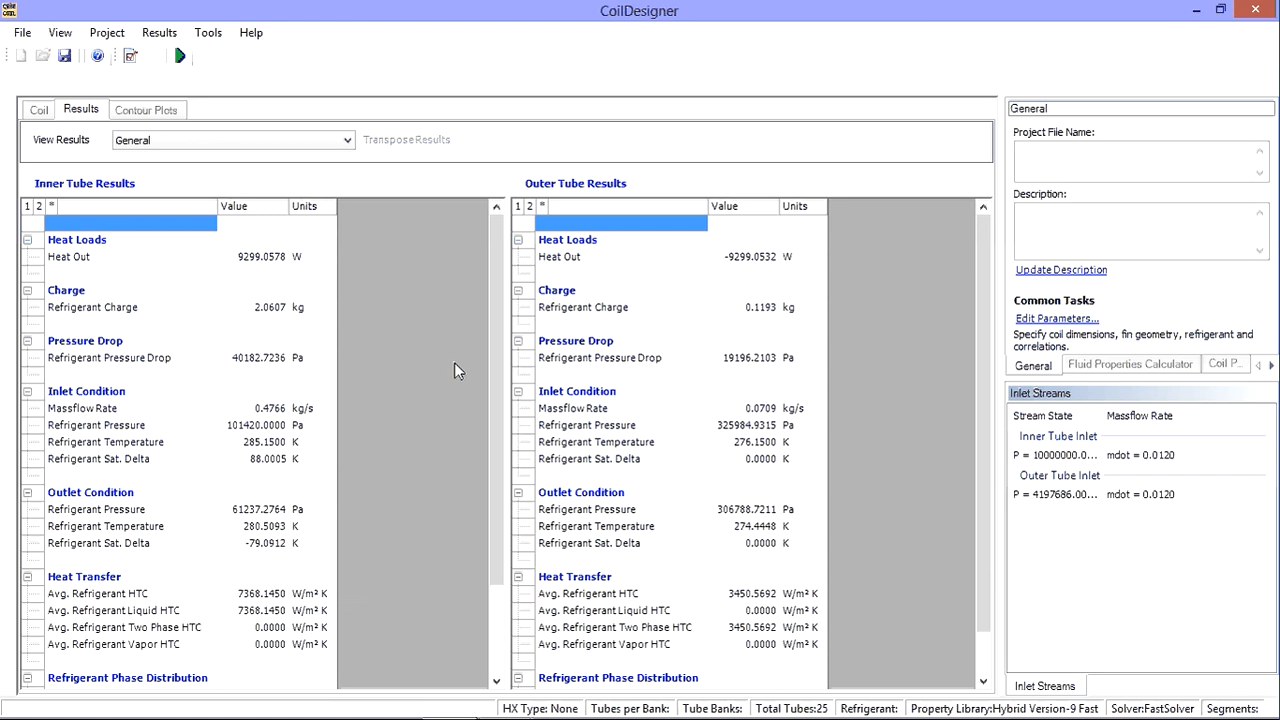 CoilDesigner
File View Project Results Tools Help
Coil Results Contour Plots
View Results General Transpose Results
Inner Tube Results
1 2 * Value Units
Heat Loads
Heat Out 9299.0578 W
Charge
Refrigerant Charge 2.0607 kg
Pressure Drop
Refrigerant Pressure Drop 40182.7236 Pa
Inlet Condition
Massflow Rate 0.4766 kg/s
Refrigerant Pressure 101420.0000 Pa
Refrigerant Temperature 285.1500 K
Refrigerant Sat. Delta 88.0005 K
Outlet Condition
Refrigerant Pressure 61237.2764 Pa
Refrigerant Temperature 280.5093 K
Refrigerant Sat. Delta -79.0912 K
Heat Transfer
Avg. Refrigerant HTC 7368.1450 W/m² K
Avg. Refrigerant Liquid HTC 7368.1450 W/m² K
Avg. Refrigerant Two Phase HTC 0.0000 W/m² K
Avg. Refrigerant Vapor HTC 0.0000 W/m² K
Refrigerant Phase Distribution
Outer Tube Results
1 2 * Value Units
Heat Loads
Heat Out -9299.0532 W
Charge
Refrigerant Charge 0.1193 kg
Pressure Drop
Refrigerant Pressure Drop 19196.2103 Pa
Inlet Condition
Massflow Rate 0.0709 kg/s
Refrigerant Pressure 325984.9315 Pa
Refrigerant Temperature 276.1500 K
Refrigerant Sat. Delta 0.0000 K
Outlet Condition
Refrigerant Pressure 306788.7211 Pa
Refrigerant Temperature 274.4448 K
Refrigerant Sat. Delta 0.0000 K
Heat Transfer
Avg. Refrigerant HTC 3450.5692 W/m² K
Avg. Refrigerant Liquid HTC 0.0000 W/m² K
Avg. Refrigerant Two Phase HTC 3450.5692 W/m² K
Avg. Refrigerant Vapor HTC 0.0000 W/m² K
Refrigerant Phase Distribution
General
Project File Name:
Description:
Update Description
Common Tasks
Edit Parameters...
Specify coil dimensions, fin geometry, refrigerant and
correlations.
General Fluid Properties Calculator Coil P...
Inlet Streams
Stream State Massflow Rate
Inner Tube Inlet
P = 10000000.0... mdot = 0.0120
Outer Tube Inlet
P = 4197686.00... mdot = 0.0120
Inlet Streams
HX Type: None Tubes per Bank: Tube Banks: Total Tubes:25 Refrigerant: Property Library:Hybrid Version-9 Fast Solver:FastSolver Segments: